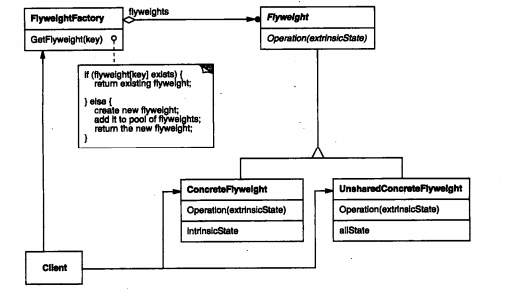 FlyweightFactory
flyweights
Flyweight
GetFlyweight(key)
Operation(extrinsicState)
if (flyweight[key] exists) {
return existing flyweight;
} else {
create new flyweight;
add it to pool of flyweights;
return the new flyweight;
}
ConcreteFlyweight
UnsharedConcreteFlyweight
Operation(extrinsicState)
Operation(extrinsicState)
intrinsicState
allState
Client